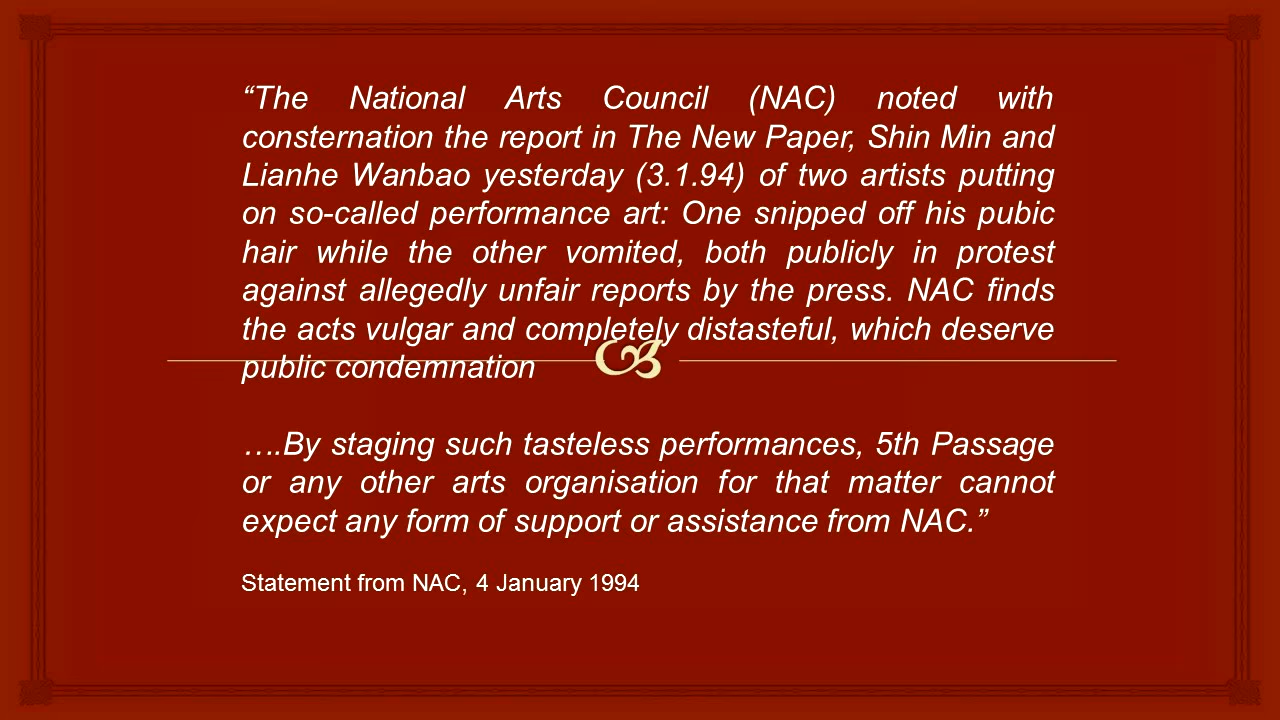 “The National Arts Council (NAC) noted with
consternation the report in The New Paper, Shin Min and
Lianhe Wanbao yesterday (3.1.94) of two artists putting
on so-called performance art: One snipped off his pubic
hair while the other vomited, both publicly in protest
against allegedly unfair reports by the press. NAC finds
the acts vulgar and completely distasteful, which deserve
public condemnation
….By staging such tasteless performances, 5th Passage
or any other arts organisation for that matter cannot
expect any form of support or assistance from NAC.”
Statement from NAC, 4 January 1994